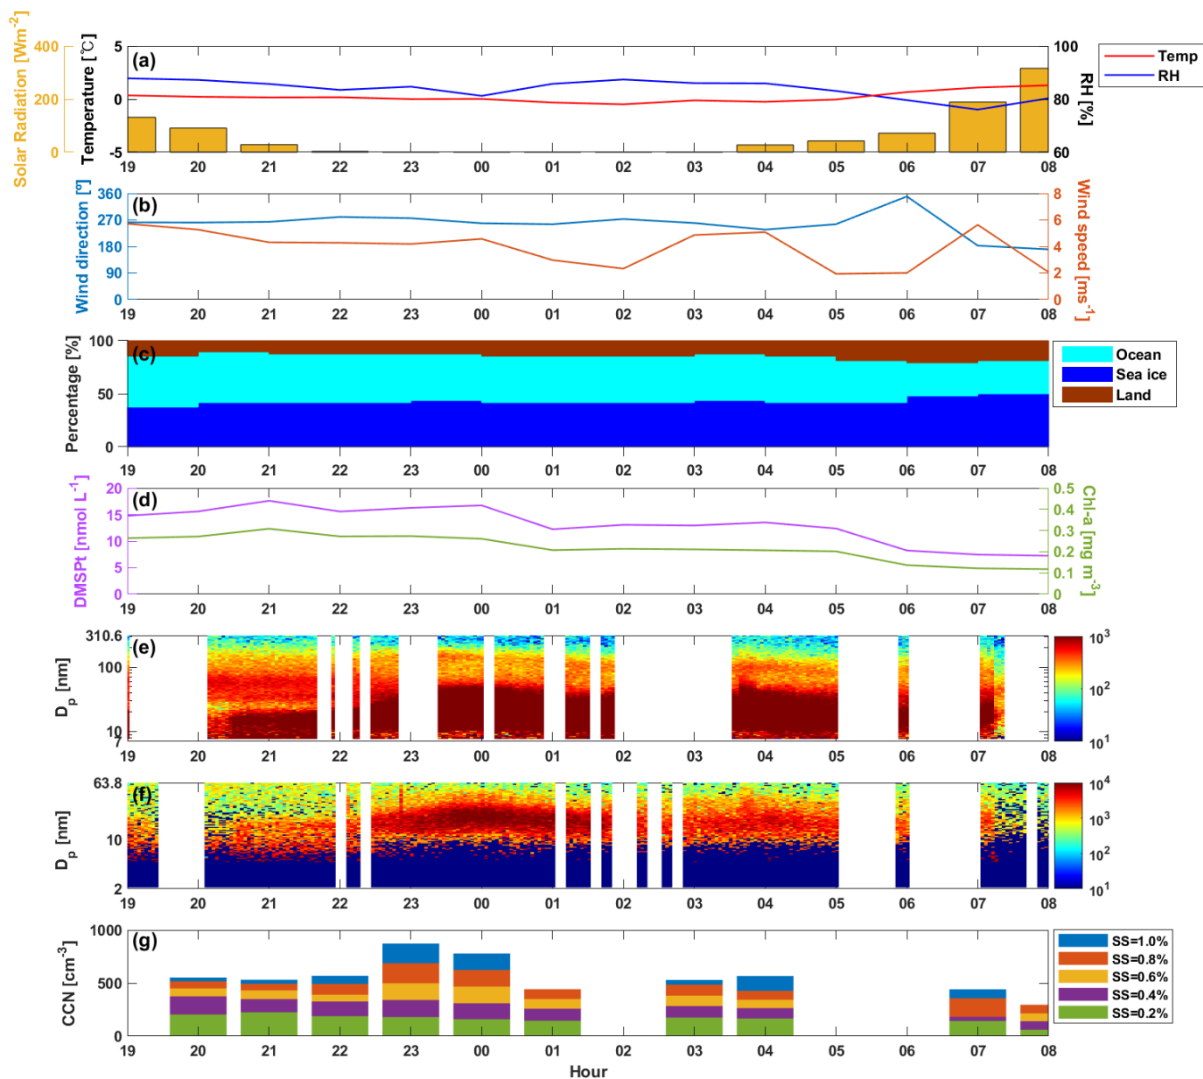 (a)
Solar Radiation [Wm-2]
400
200
0
Temperature [℃]
5
0
-5
100
80
60
RH [%]
Temp
RH
19 20 21 22 23 00 01 02 03 04 05 06 07 08
(b)
Wind direction [º]
360
270
180
90
0
8
6
4
2
0
Wind speed [ms-1]
19 20 21 22 23 00 01 02 03 04 05 06 07 08
(c)
Percentage [%]
100
50
0
Ocean
Sea ice
Land
19 20 21 22 23 00 01 02 03 04 05 06 07 08
(d)
DMSPt [nmol L-1]
20
15
10
5
0
0.5
0.4
0.3
0.2
0.1
0
Chl-a [mg m-3]
19 20 21 22 23 00 01 02 03 04 05 06 07 08
(e)
Dp [nm]
310.6
100
10
7
103
102
101
19 20 21 22 23 00 01 02 03 04 05 06 07 08
(f)
Dp [nm]
63.8
10
2
104
103
102
101
19 20 21 22 23 00 01 02 03 04 05 06 07 08
(g)
CCN [cm-3]
1000
500
0
SS=1.0%
SS=0.8%
SS=0.6%
SS=0.4%
SS=0.2%
19 20 21 22 23 00 01 02 03 04 05 06 07 08
Hour